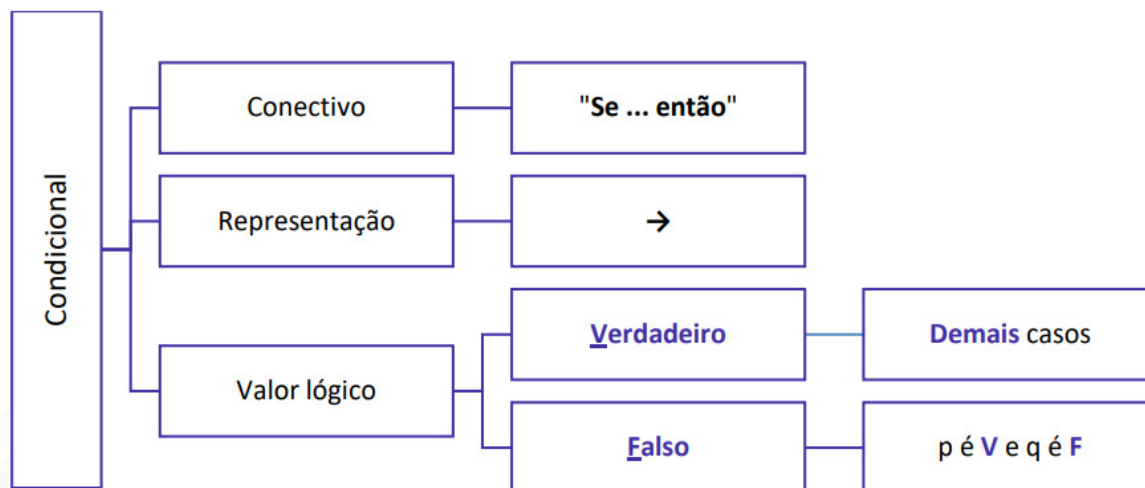 Condicional
Conectivo
"Se ... então"
Representação
→
Valor lógico
Verdadeiro
Demais casos
Falso
p é V e q é F